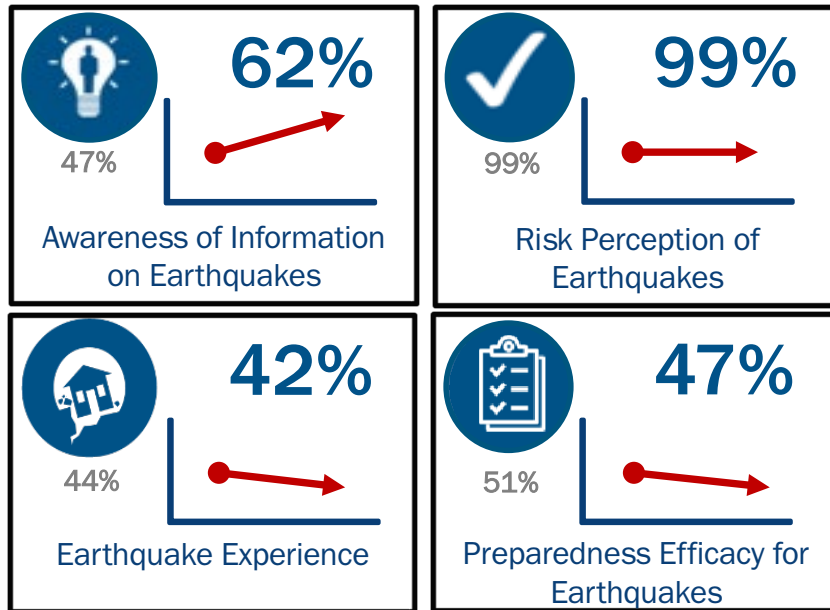 62%
47%
Awareness of Information
on Earthquakes
99%
99%
Risk Perception of
Earthquakes
42%
44%
Earthquake Experience
47%
51%
Preparedness Efficacy for
Earthquakes